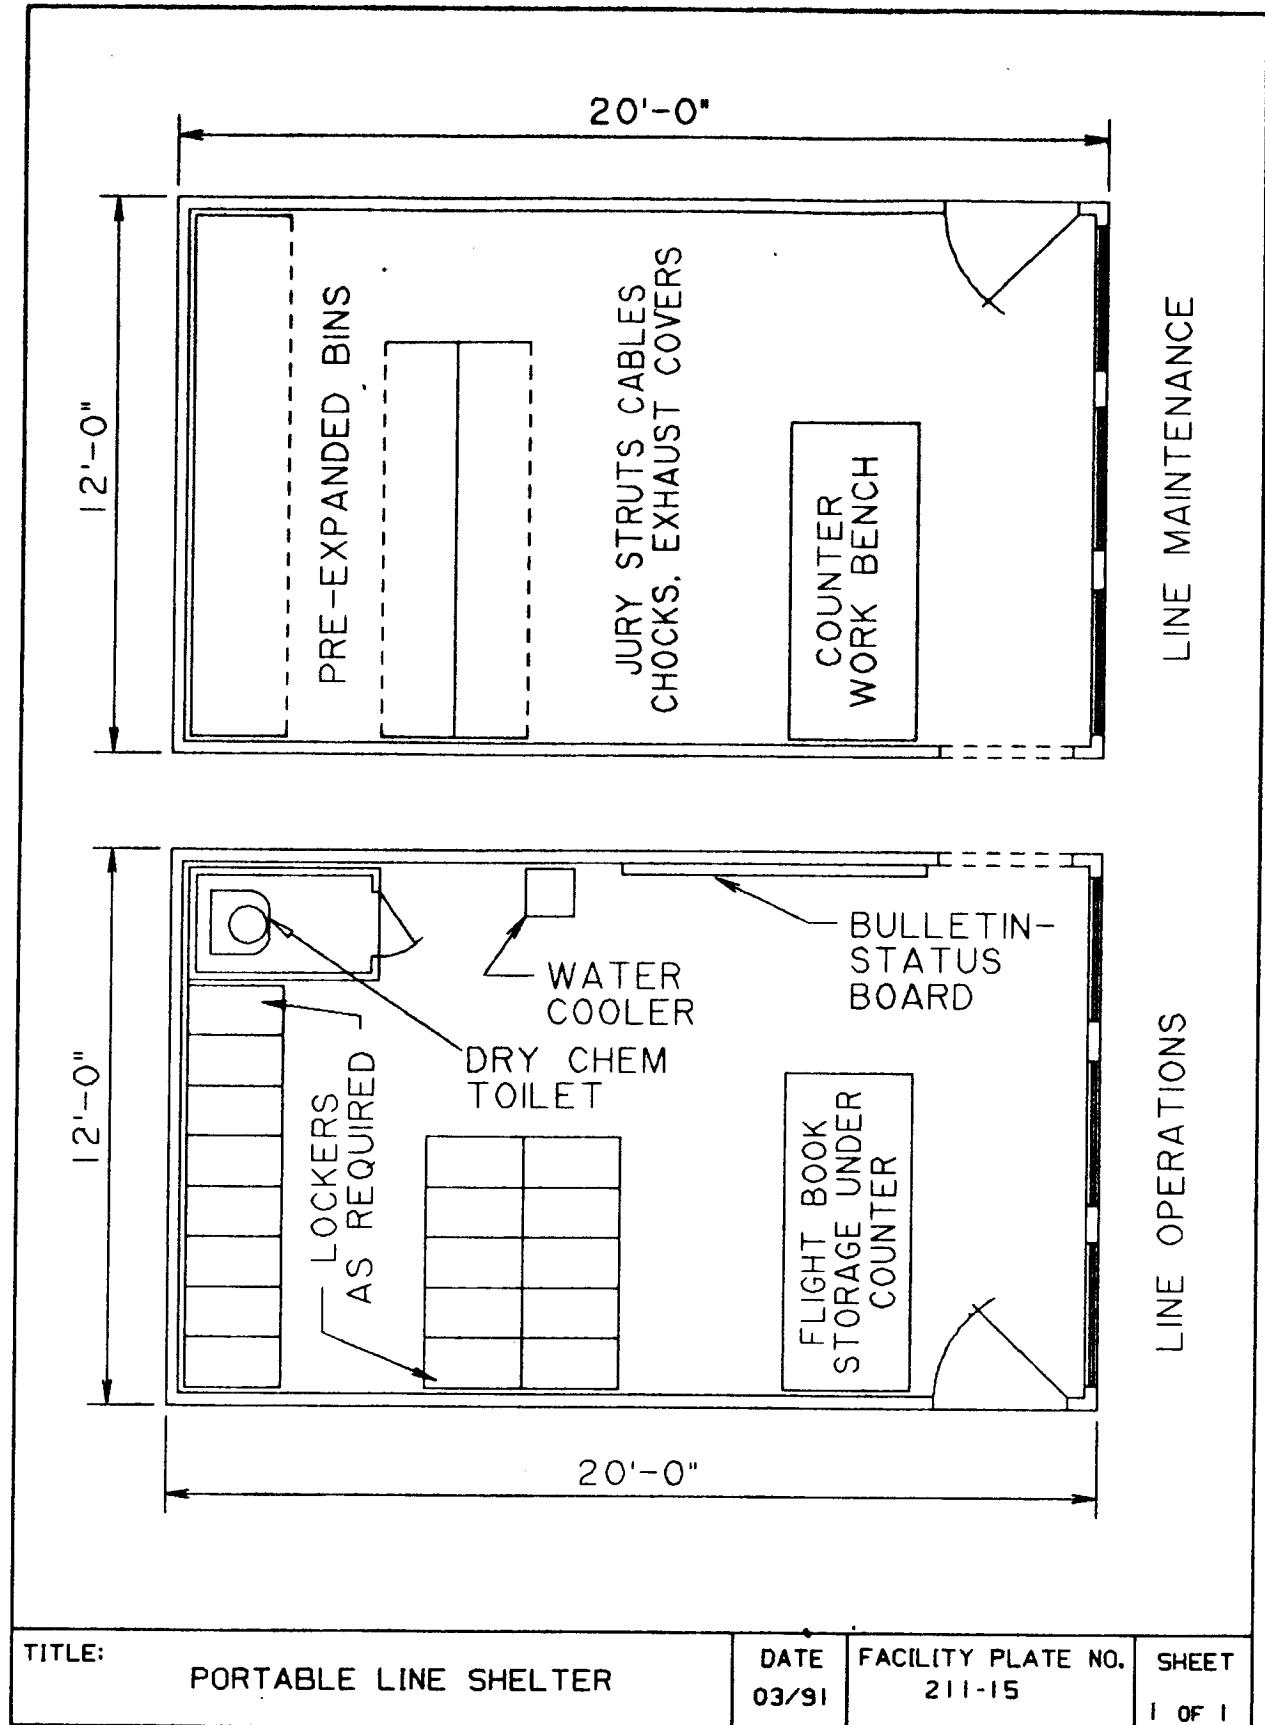 20'-0"
12'-0"
PRE-EXPANDED BINS
JURY STRUTS CABLES
CHOCKS, EXHAUST COVERS
COUNTER
WORK BENCH
LINE MAINTENANCE
12'-0"
BULLETIN-
STATUS
BOARD
WATER
COOLER
DRY CHEM
TOILET
LOCKERS
AS REQUIRED
FLIGHT BOOK
STORAGE UNDER
COUNTER
LINE OPERATIONS
20'-0"
TITLE:
PORTABLE LINE SHELTER
DATE
03/91
FACILITY PLATE NO.
211-15
SHEET
1 OF 1